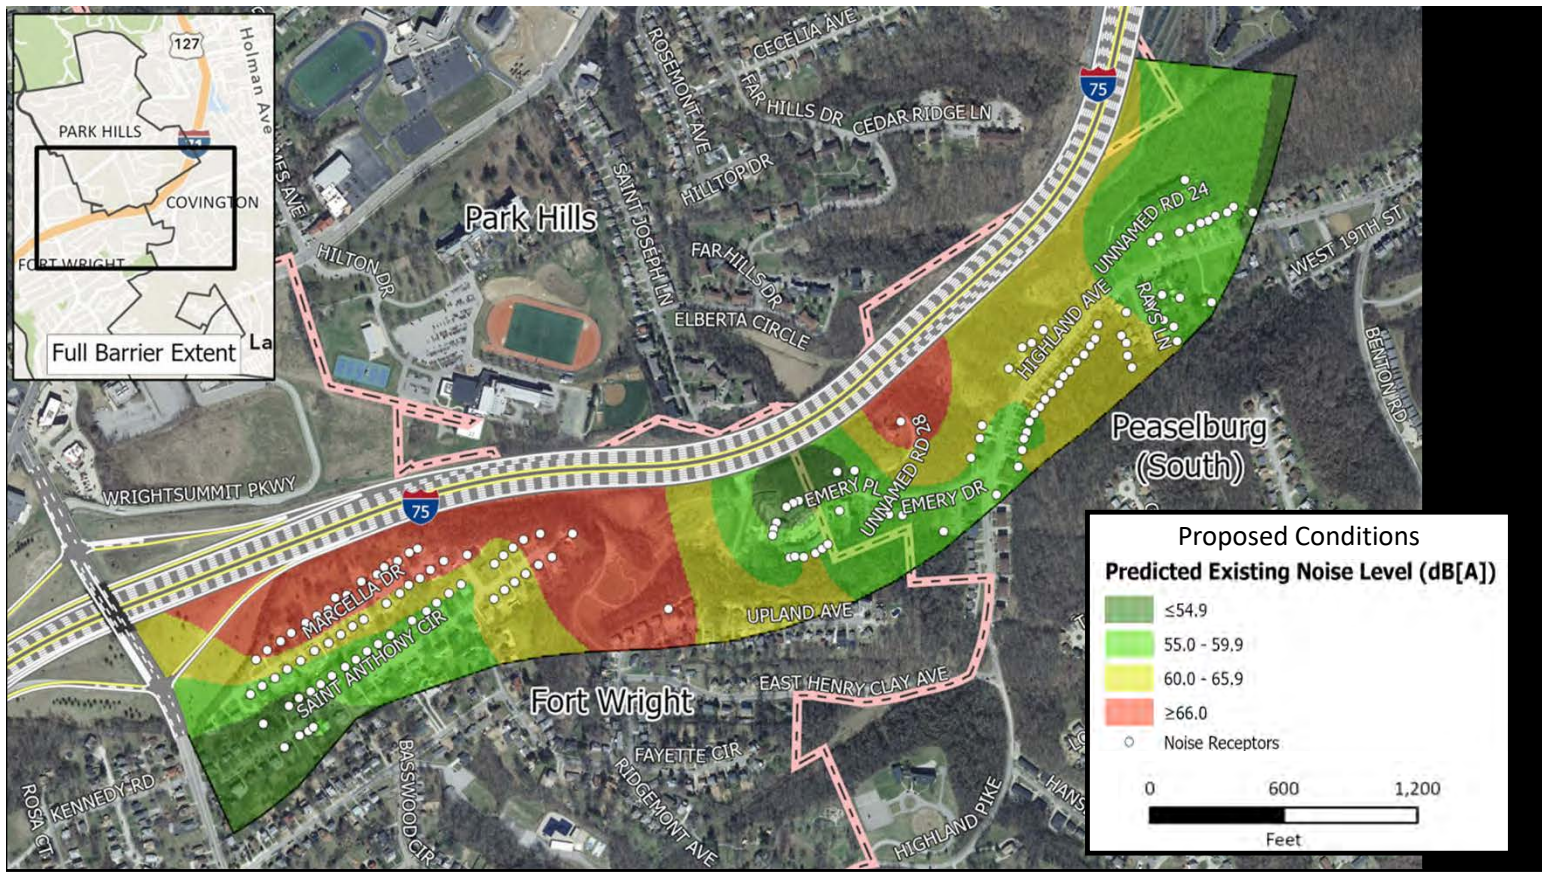 127
Holman Ave
PARK HILLS
71
COVINGTON
FORT WRIGHT
Full Barrier Extent
La
CECELIA AVE
ROSEMONT AVE
FAR HILLS DR
CEDAR RIDGE LN
HILLTOP DR
75
SAINT JOSEPH LN
Park Hills
HILTON DR
FAR HILLS DR
ELBERTA CIRCLE
UNNAMED RD 24
WEST 19TH ST
HIGHLAND AVE
RAYS LN
BENTON RD
Peaselburg
(South)
WRIGHTSUMMIT PKWY
75
EMERY PL
UNNAMED RD 28
EMERY DR
MARCELLA DR
SAINT ANTHONY CIR
UPLAND AVE
EAST HENRY CLAY AVE
Fort Wright
FAYETTE CIR
RIDGEMONT AVE
BASSWOOD CIR
KENNEDY RD
ROSA CT
HIGHLAND PIKE
HANS
Proposed Conditions
Predicted Existing Noise Level (dB[A])
≤54.9
55.0 - 59.9
60.0 - 65.9
≥66.0
Noise Receptors
0 600 1,200
Feet